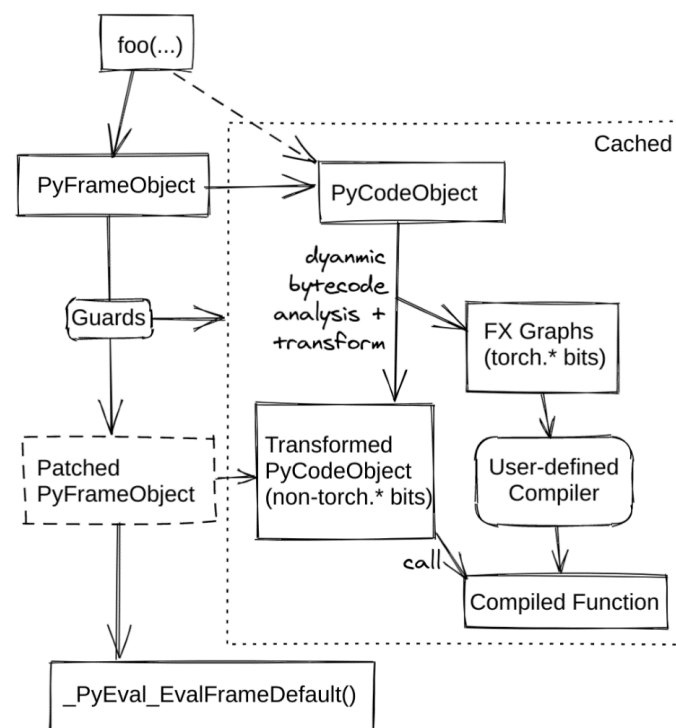 foo(...)
Cached
PyFrameObject
PyCodeObject
dyanmic
bytecode
analysis +
transform
Guards
FX Graphs
(torch.* bits)
Transformed
PyCodeObject
(non-torch.* bits)
Patched
PyFrameObject
User-defined
Compiler
call
Compiled Function
_PyEval_EvalFrameDefault()